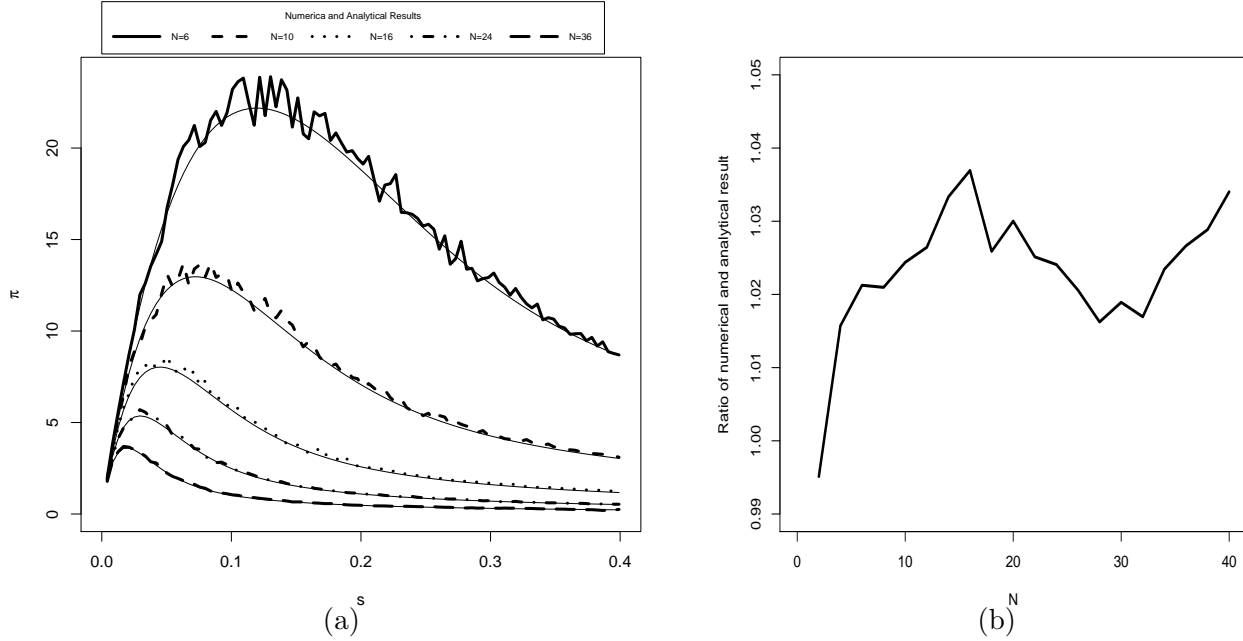 Numerica and Analytical Results
N=6 N=10 N=16 N=24 N=36
π
0 5 10 15 20
0.0 0.1 0.2 0.3 0.4
s
(a)
Ratio of numerical and analytical result
0.99 1.00 1.01 1.02 1.03 1.04 1.05
0 10 20 30 40
N
(b)